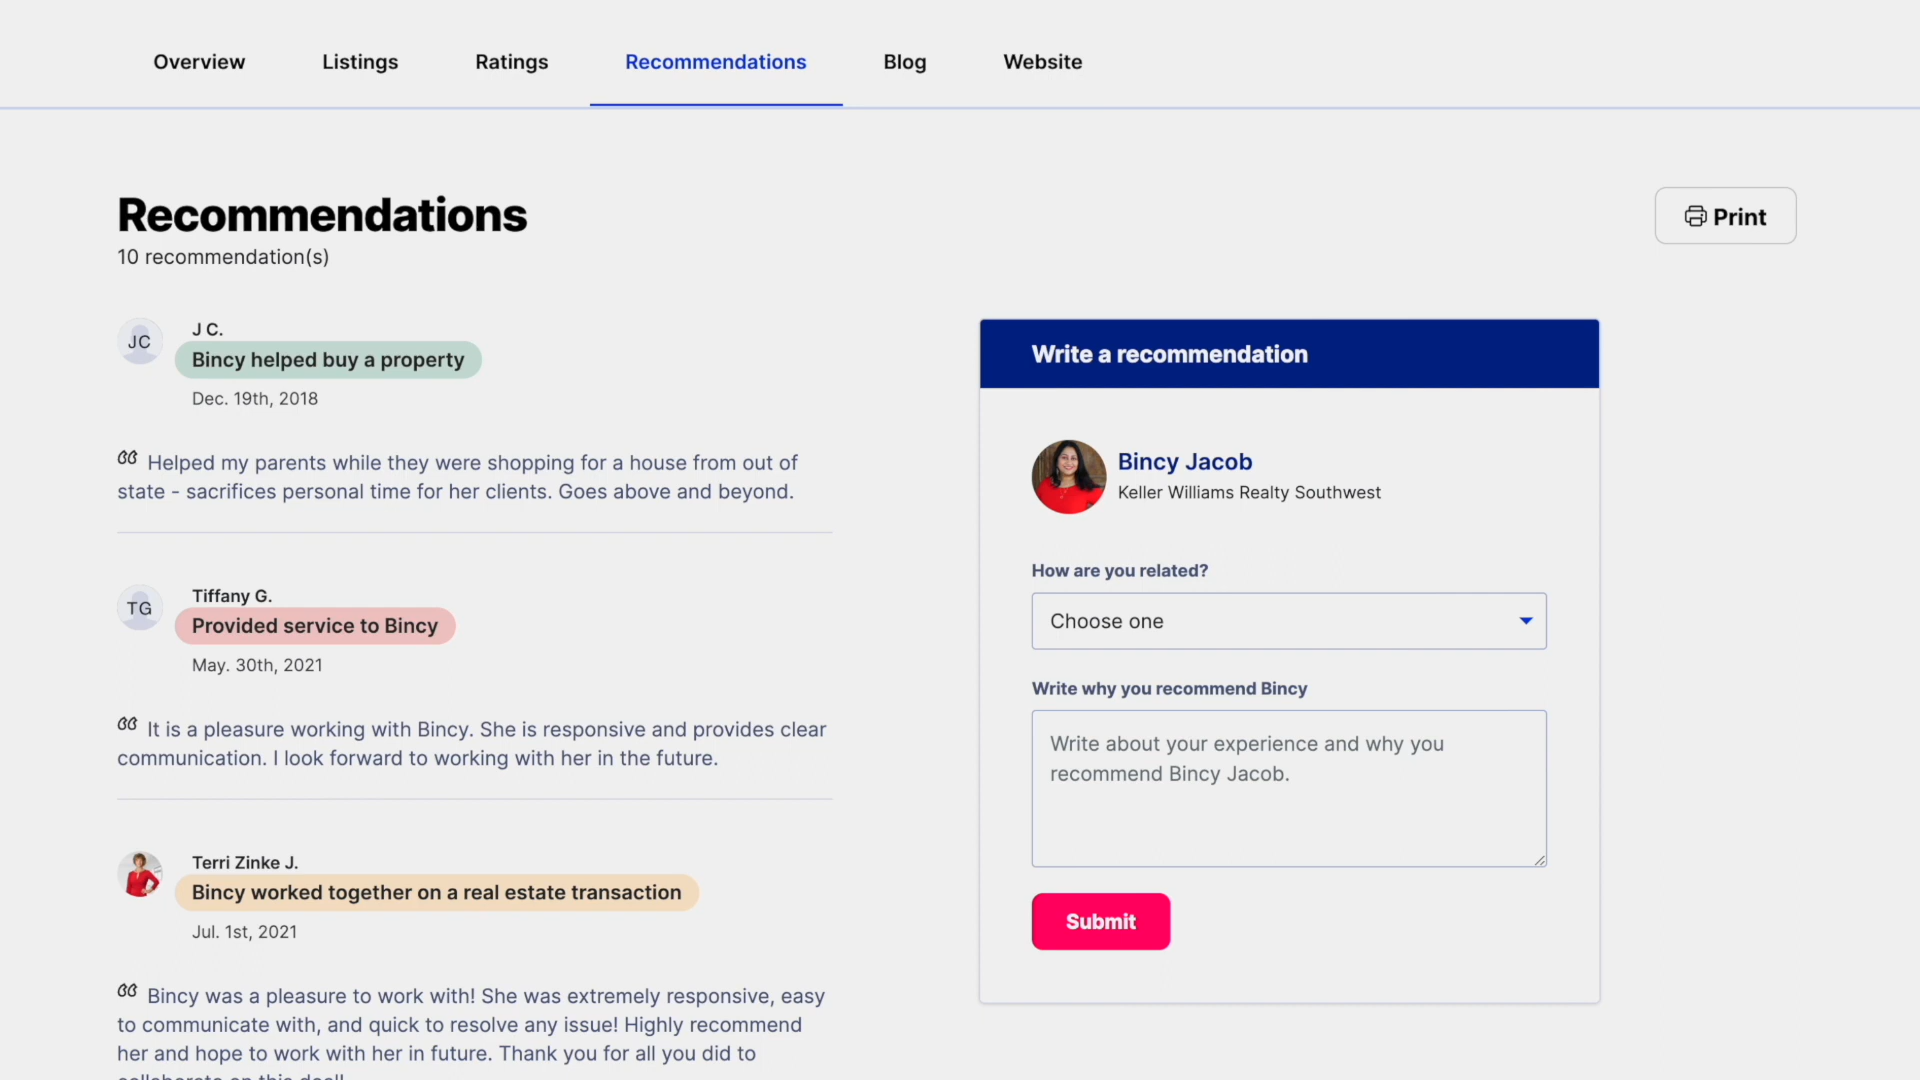 Overview Listings Ratings Recommendations Blog Website
Recommendations
10 recommendation(s)
Print
JC
J C.
Bincy helped buy a property
Dec. 19th, 2018
Helped my parents while they were shopping for a house from out of
state - sacrifices personal time for her clients. Goes above and beyond.
TG
Tiffany G.
Provided service to Bincy
May. 30th, 2021
It is a pleasure working with Bincy. She is responsive and provides clear
communication. I look forward to working with her in the future.
Terri Zinke J.
Bincy worked together on a real estate transaction
Jul. 1st, 2021
Bincy was a pleasure to work with! She was extremely responsive, easy
to communicate with, and quick to resolve any issue! Highly recommend
her and hope to work with her in future. Thank you for all you did to
collaborate on this deal!
Write a recommendation
Bincy Jacob
Keller Williams Realty Southwest
How are you related?
Choose one
Write why you recommend Bincy
Write about your experience and why you
recommend Bincy Jacob.
Submit